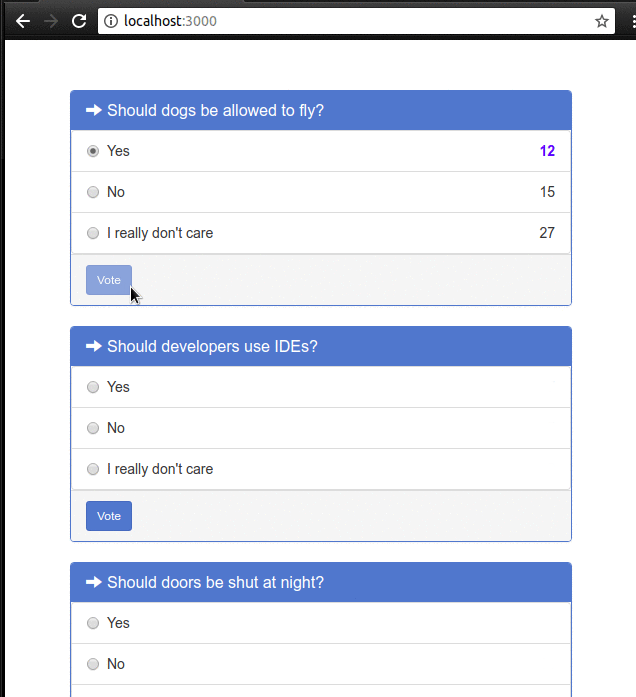 localhost:3000
Should dogs be allowed to fly?
Yes 12
No 15
I really don't care 27
Vote
Should developers use IDEs?
Yes
No
I really don't care
Vote
Should doors be shut at night?
Yes
No